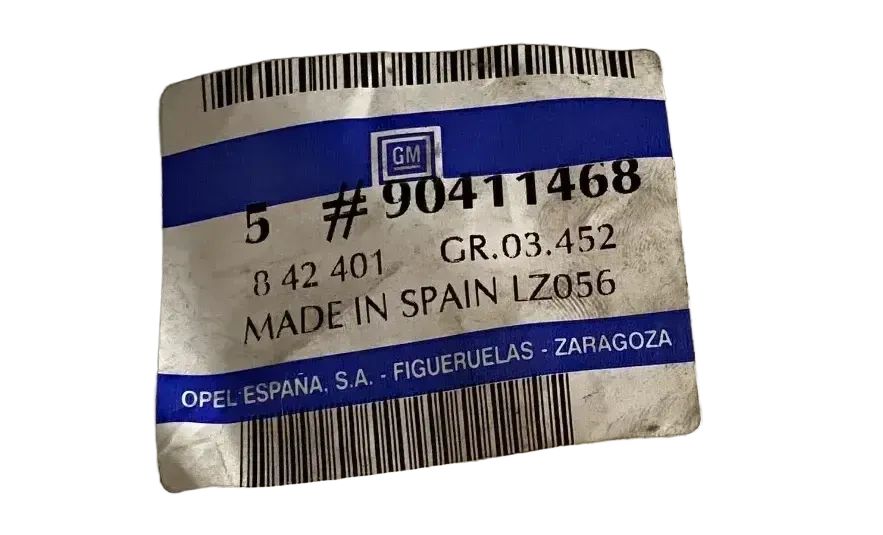 GM
5 #90411468
8 42 401 GR.03.452
MADE IN SPAIN LZ056
OPEL ESPAÑA, S.A. - FIGUERUELAS - ZARAGOZA